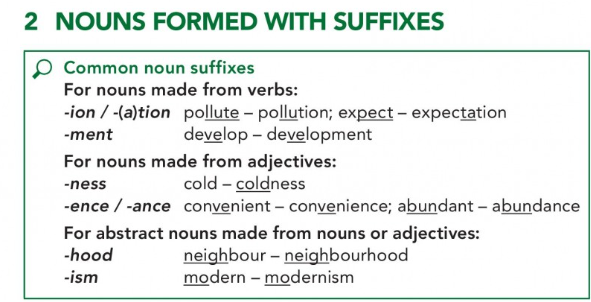 2 NOUNS FORMED WITH SUFFIXES
Common noun suffixes
For nouns made from verbs:
-ion / -(a)tion pollute – pollution; expect – expectation
-ment develop – development
For nouns made from adjectives:
-ness cold – coldness
-ence / -ance convenient – convenience; abundant – abundance
For abstract nouns made from nouns or adjectives:
-hood neighbour – neighbourhood
-ism modern – modernism